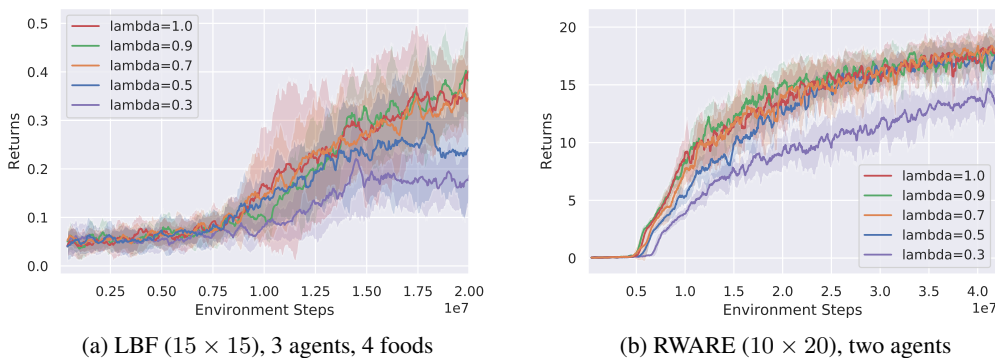 0.5
0.4
0.3
0.2
0.1
0.0
Returns
lambda=1.0
lambda=0.9
lambda=0.7
lambda=0.5
lambda=0.3
0.25 0.50 0.75 1.00 1.25 1.50 1.75 2.00
Environment Steps
1e7
(a) LBF (15 × 15), 3 agents, 4 foods
20
15
10
5
0
Returns
lambda=1.0
lambda=0.9
lambda=0.7
lambda=0.5
lambda=0.3
0.5 1.0 1.5 2.0 2.5 3.0 3.5 4.0
Environment Steps
1e7
(b) RWARE (10 × 20), two agents